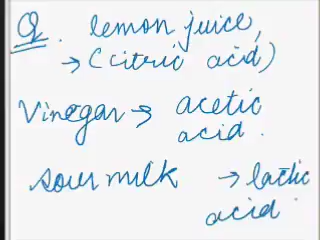 Q. lemon juice,
→ (citric acid)
Vinegar → acetic
acid.
sour milk → lactic
acid.